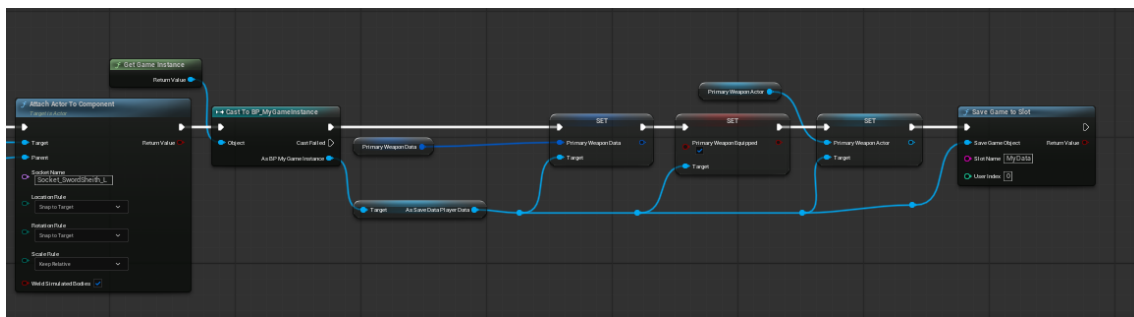 Get Game Instance
Return Value
Attach Actor To Component
Target is Actor
Target
Return Value
Parent
Socket Name
Socket_SwordSheith_L
Location Rule
Snap to Target
Rotation Rule
Snap to Target
Scale Rule
Keep Relative
Weld Simulated Bodies
Cast To BP_MyGameInstance
Object
Cast Failed
As BP My Game Instance
Primary Weapon Data
Target
As Save Data Player Data
SET
Primary Weapon Data
Target
SET
Primary Weapon Equipped
Target
Primary Weapon Actor
SET
Primary Weapon Actor
Target
Save Game to Slot
Save Game Object
Return Value
Slot Name MyData
User Index 0